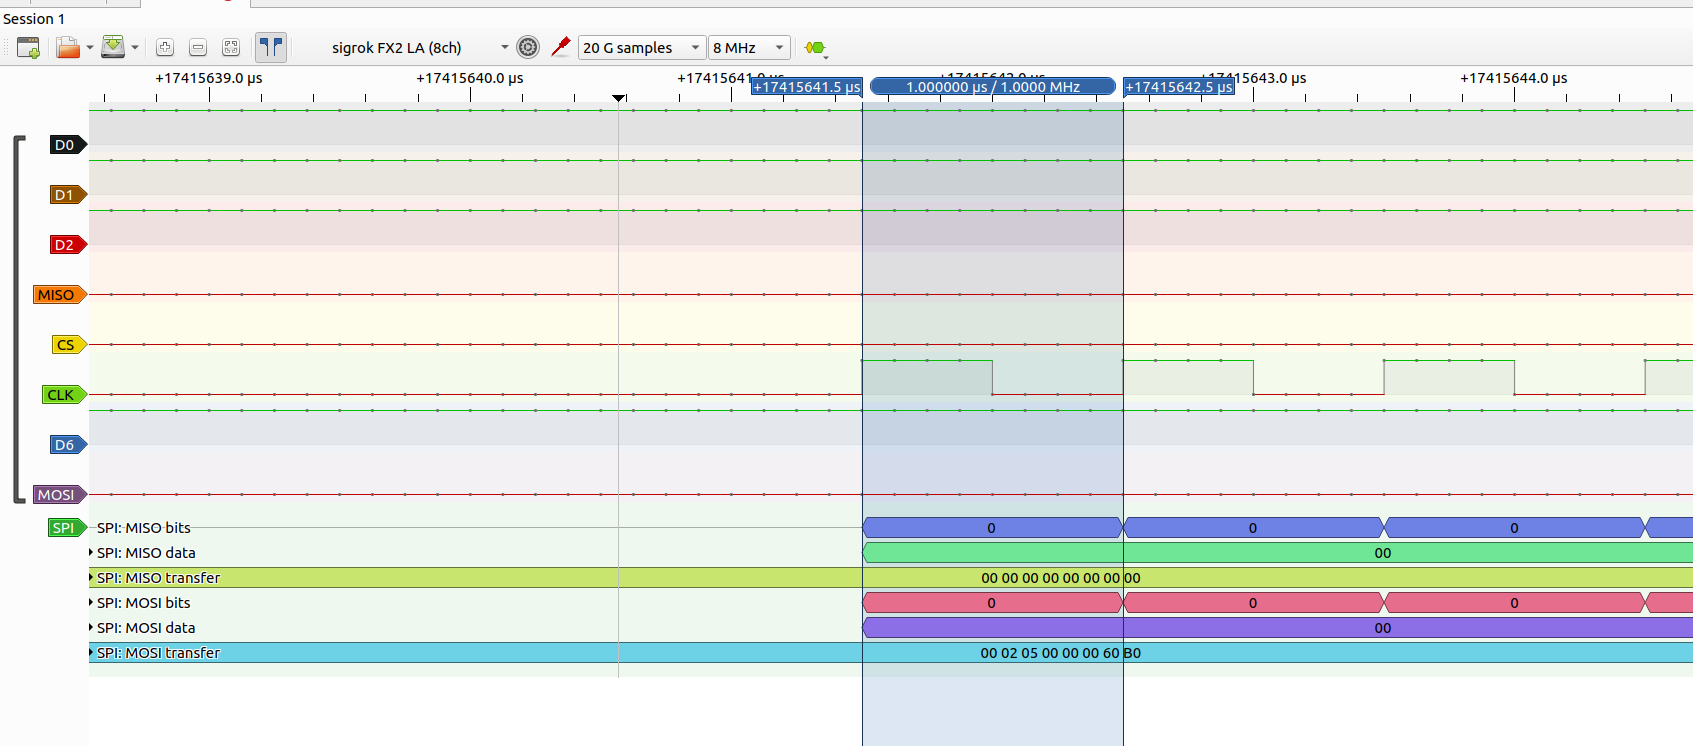 Session 1
sigrok FX2 LA (8ch)
20 G samples
8 MHz
+17415639.0 µs
+17415640.0 µs
+17415641.0 µs
+17415642.0 µs
+17415643.0 µs
+17415644.0 µs
+17415641.5 µs
1.000000 µs / 1.0000 MHz
+17415642.5 µs
D0
D1
D2
MISO
CS
CLK
D6
MOSI
SPI
SPI: MISO bits
0
0
0
SPI: MISO data
00
SPI: MISO transfer
00 00 00 00 00 00 00 00
SPI: MOSI bits
0
0
0
SPI: MOSI data
00
SPI: MOSI transfer
00 02 05 00 00 00 60 B0